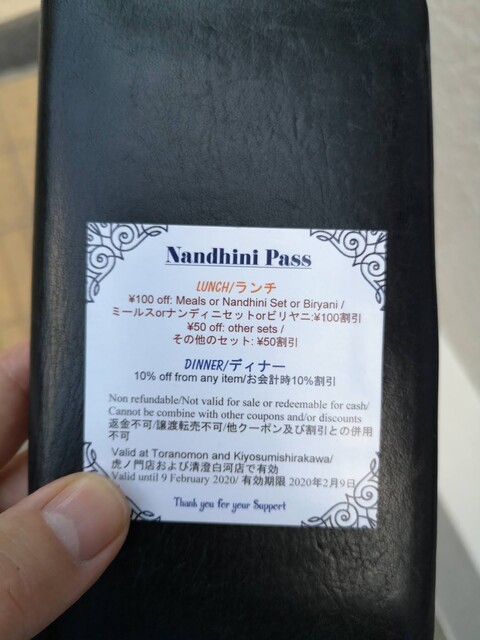 Nandhini Pass
LUNCH/ランチ
¥100 off: Meals or Nandhini Set or Biryani /
ミールスorナンディニセットorビリヤニ:¥100割引
¥50 off: other sets /
その他のセット: ¥50割引
DINNER/ディナー
10% off from any item/お会計時10%割引
Non refundable/Not valid for sale or redeemable for cash/
Cannot be combine with other coupons and/or discounts
返金不可/譲渡転売不可/他クーポン及び割引との併用
不可
Valid at Toranomon and Kiyosumishirakawa/
虎ノ門店および清澄白河店で有効
Valid until 9 February 2020/ 有効期限 2020年2月9日
Thank you for your Support